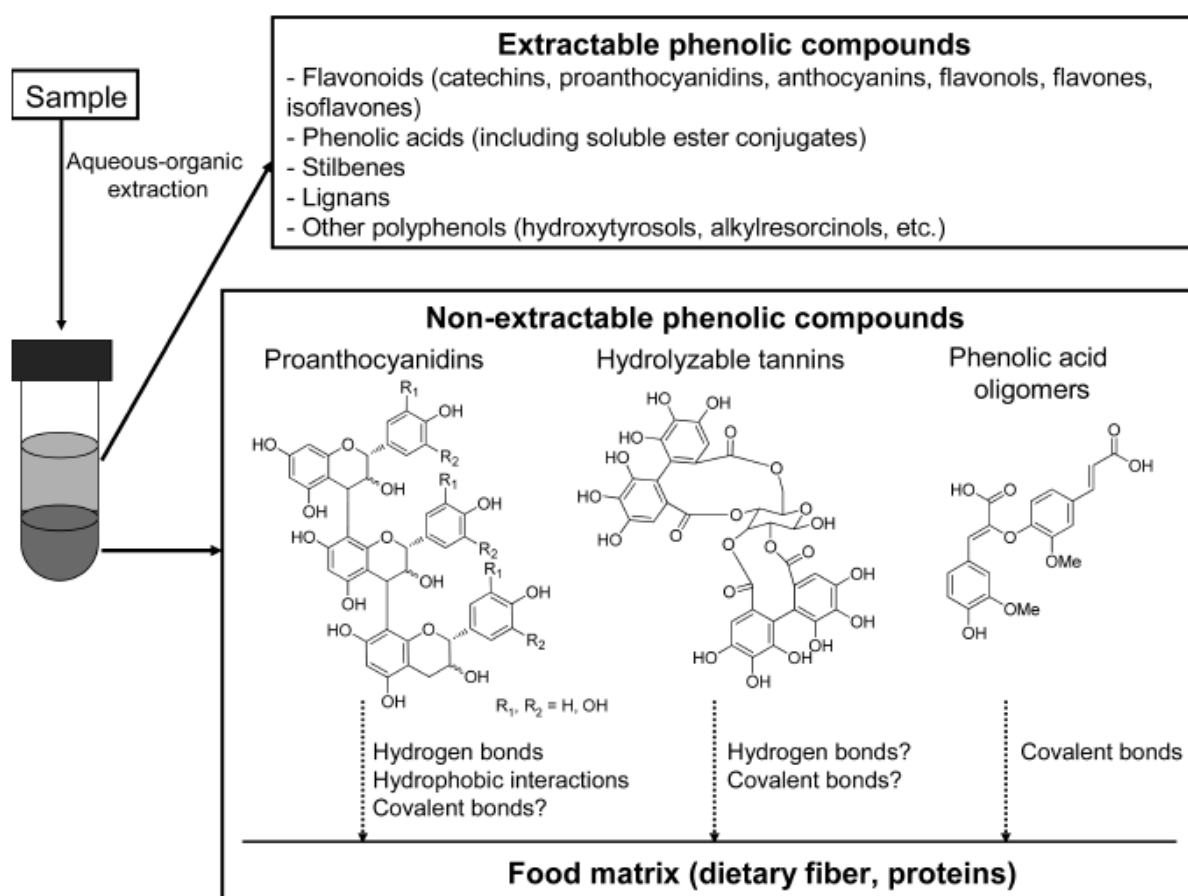 Sample
Aqueous-organic
extraction
Extractable phenolic compounds
- Flavonoids (catechins, proanthocyanidins, anthocyanins, flavonols, flavones,
isoflavones)
- Phenolic acids (including soluble ester conjugates)
- Stilbenes
- Lignans
- Other polyphenols (hydroxytyrosols, alkylresorcinols, etc.)
Non-extractable phenolic compounds
Proanthocyanidins
R₁
OH
HO
O
R₂
OH
OH
R₁
OH
HO
O
R₂
OH
OH
R₁
OH
HO
O
R₂
OH
OH
R₁, R₂ = H, OH
Hydrolyzable tannins
HO
OH
HO
O
HO
O
HO
O
HO
O
OH
O
O
O
O
O
OH
OH
HO
HO
OH
OH
Phenolic acid
oligomers
O
OH
HO
O
O
OMe
OMe
OH
Hydrogen bonds
Hydrophobic interactions
Covalent bonds?
Hydrogen bonds?
Covalent bonds?
Covalent bonds
Food matrix (dietary fiber, proteins)